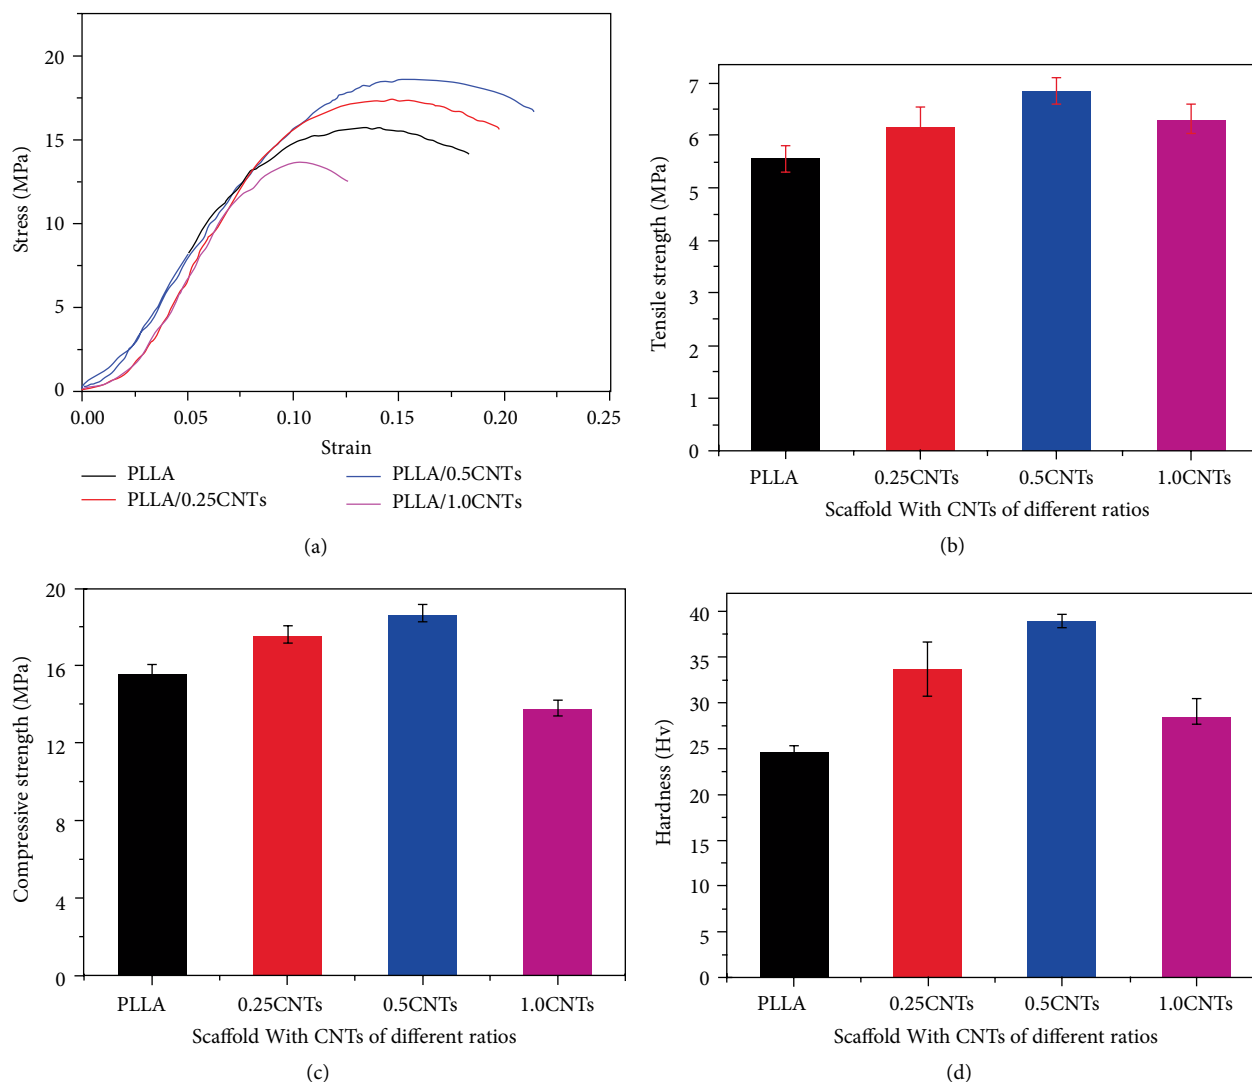 20
15
10
5
0
Stress (MPa)
0.00
0.05
0.10
0.15
0.20
0.25
Strain
PLLA
PLLA/0.25CNTs
PLLA/0.5CNTs
PLLA/1.0CNTs
(a)
7
6
5
4
3
2
1
0
Tensile strength (MPa)
PLLA
0.25CNTs
0.5CNTs
1.0CNTs
Scaffold With CNTs of different ratios
(b)
20
16
12
8
4
0
Compressive strength (MPa)
PLLA
0.25CNTs
0.5CNTs
1.0CNTs
Scaffold With CNTs of different ratios
(c)
40
35
30
25
20
15
10
5
0
Hardness (Hv)
PLLA
0.25CNTs
0.5CNTs
1.0CNTs
Scaffold With CNTs of different ratios
(d)